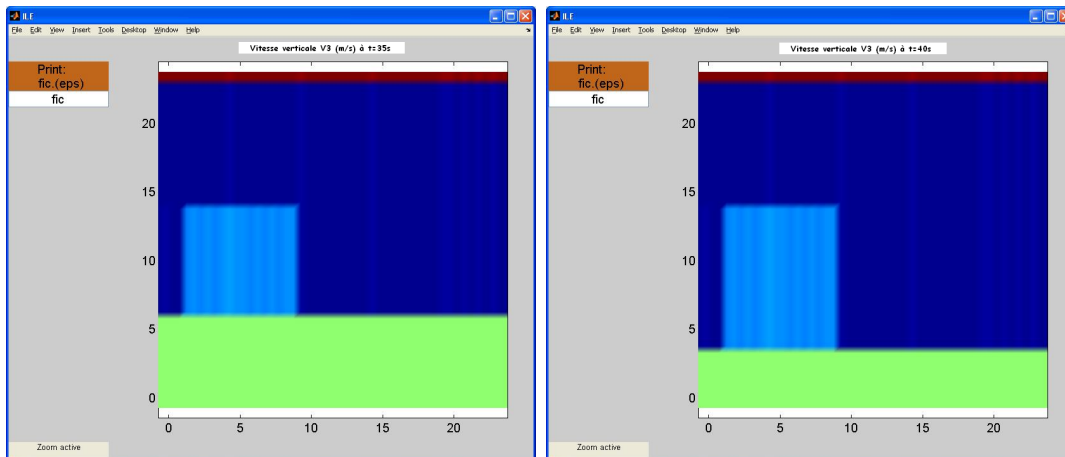 ILE
File Edit View Insert Tools Desktop Window Help
Vitesse verticale V3 (m/s) à t=35s
Print:
fic.(eps)
fic
20
15
10
5
0
0 5 10 15 20
Zoom active
ILE
File Edit View Insert Tools Desktop Window Help
Vitesse verticale V3 (m/s) à t=40s
Print:
fic.(eps)
fic
20
15
10
5
0
0 5 10 15 20
Zoom active